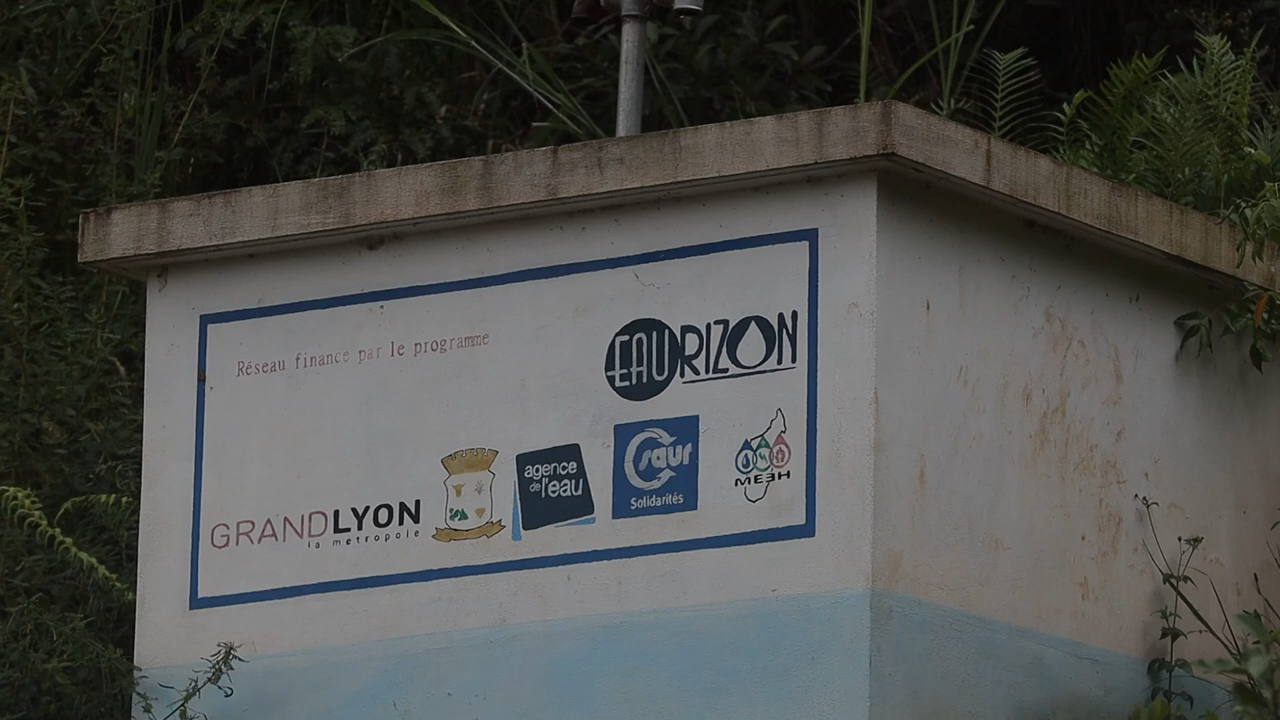 Réseau finance par le programme
EAURIZON
GRANDLYON
la metropole
agence
de l'eau
saur
Solidarités
MEEH